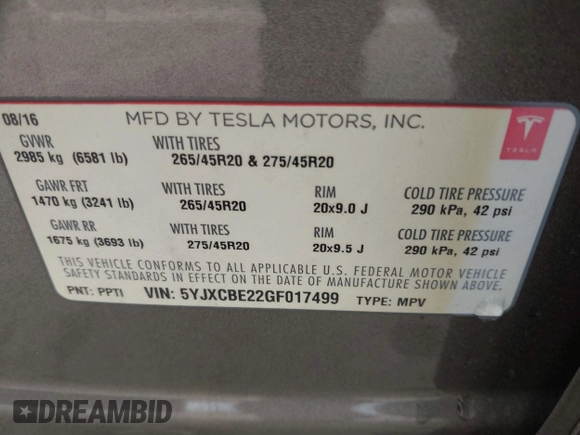 08/16 MFD BY TESLA MOTORS, INC.
TESLA
GVWR WITH TIRES
2985 kg (6581 lb) 265/45R20 & 275/45R20
GAWR FRT WITH TIRES RIM COLD TIRE PRESSURE
1470 kg (3241 lb) 265/45R20 20x9.0 J 290 kPa, 42 psi
GAWR RR WITH TIRES RIM COLD TIRE PRESSURE
1675 kg (3693 lb) 275/45R20 20x9.5 J 290 kPa, 42 psi
THIS VEHICLE CONFORMS TO ALL APPLICABLE U.S. FEDERAL MOTOR VEHICLE
SAFETY STANDARDS IN EFFECT ON THE DATE OF MANUFACTURE SHOWN ABOVE.
PNT: PPTI VIN: 5YJXCBE22GF017499 TYPE: MPV
DREAMBID